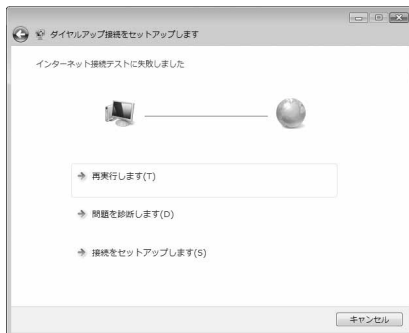 ダイヤルアップ接続をセットアップします
インターネット接続テストに失敗しました
再実行します(T)
問題を診断します(D)
接続をセットアップします(S)
キャンセル